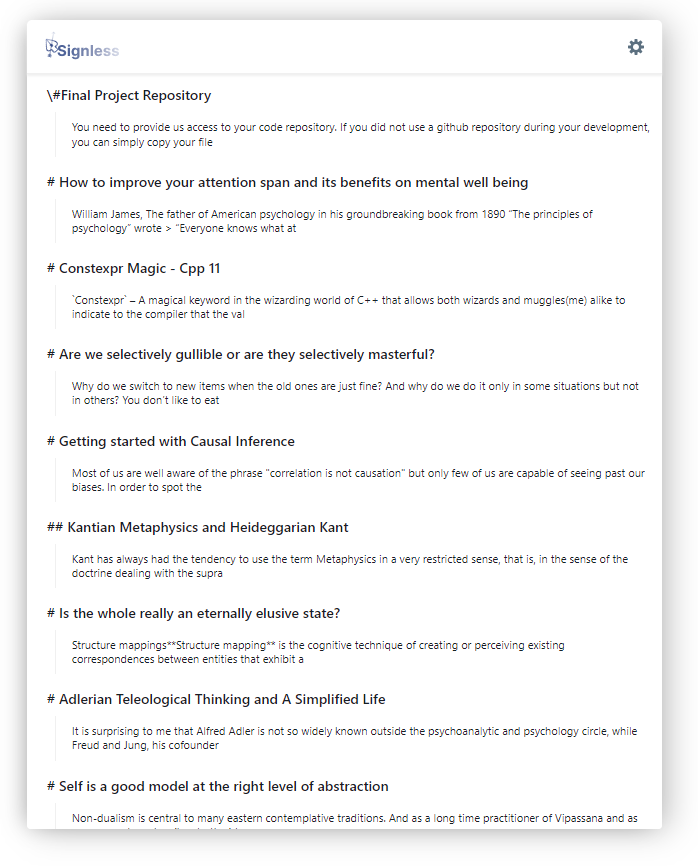 Signless
\#Final Project Repository
You need to provide us access to your code repository. If you did not use a github repository during your development,
you can simply copy your file
# How to improve your attention span and its benefits on mental well being
William James, The father of American psychology in his groundbreaking book from 1890 “The principles of
psychology” wrote > “Everyone knows what at
# Constexpr Magic - Cpp 11
`Constexpr` – A magical keyword in the wizarding world of C++ that allows both wizards and muggles(me) alike to
indicate to the compiler that the val
# Are we selectively gullible or are they selectively masterful?
Why do we switch to new items when the old ones are just fine? And why do we do it only in some situations but not
in others? You don't like to eat
# Getting started with Causal Inference
Most of us are well aware of the phrase "correlation is not causation" but only few of us are capable of seeing past our
biases. In order to spot the
## Kantian Metaphysics and Heideggarian Kant
Kant has always had the tendency to use the term Metaphysics in a very restricted sense, that is, in the sense of the
doctrine dealing with the supra
# Is the whole really an eternally elusive state?
Structure mappings**Structure mapping** is the cognitive technique of creating or perceiving existing
correspondences between entities that exhibit a
# Adlerian Teleological Thinking and A Simplified Life
It is surprising to me that Alfred Adler is not so widely known outside the psychoanalytic and psychology circle, while
Freud and Jung, his cofounder
# Self is a good model at the right level of abstraction
Non-dualism is central to many eastern contemplative traditions. And as a long time practitioner of Vipassana and as